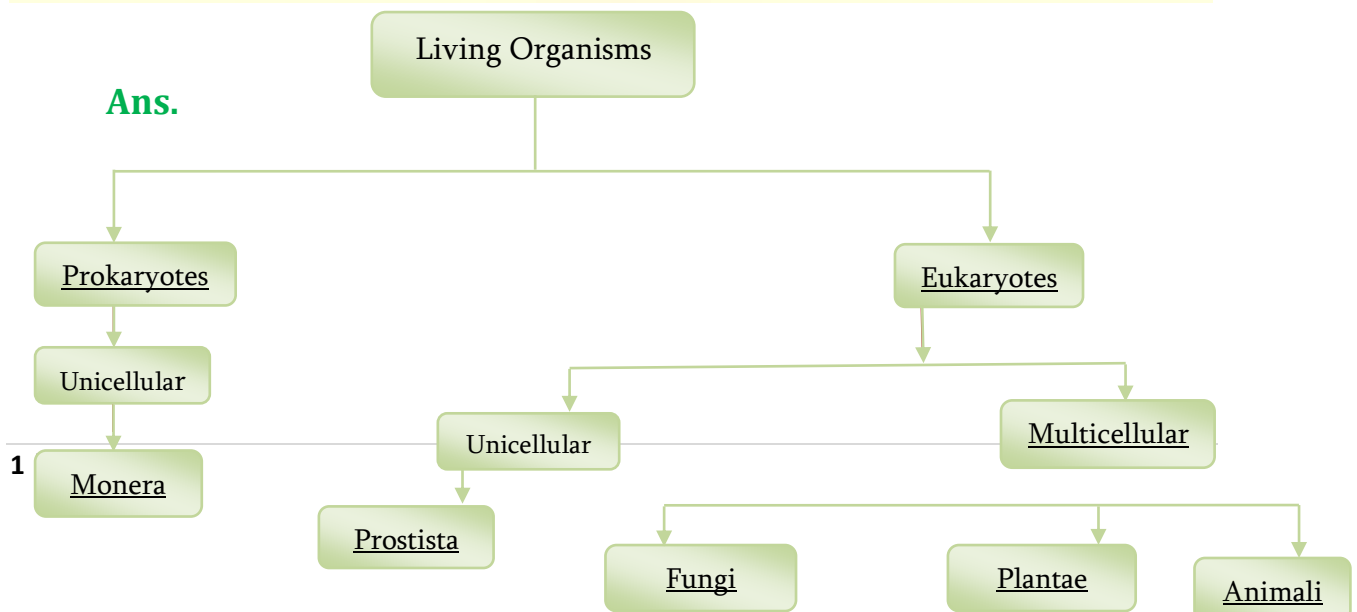 Living Organisms
Ans.
Prokaryotes
Eukaryotes
Unicellular
Unicellular
Multicellular
1
Monera
Prostista
Fungi
Plantae
Animali